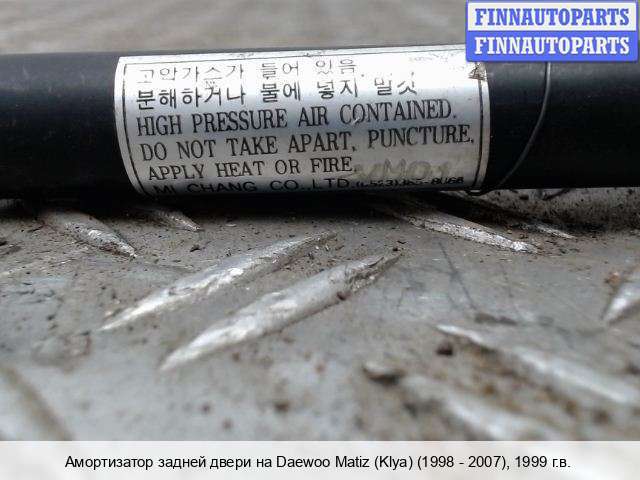 FINNAUTOPARTS
FINNAUTOPARTS
고압가스가 들어 있음.
분해하거나 불에 넣지 말것
HIGH PRESSURE AIR CONTAINED.
DO NOT TAKE APART, PUNCTURE,
APPLY HEAT OR FIRE.
MI CHANG CO., LTD.
Амортизатор задней двери на Daewoo Matiz (Klya) (1998 - 2007), 1999 г.в.